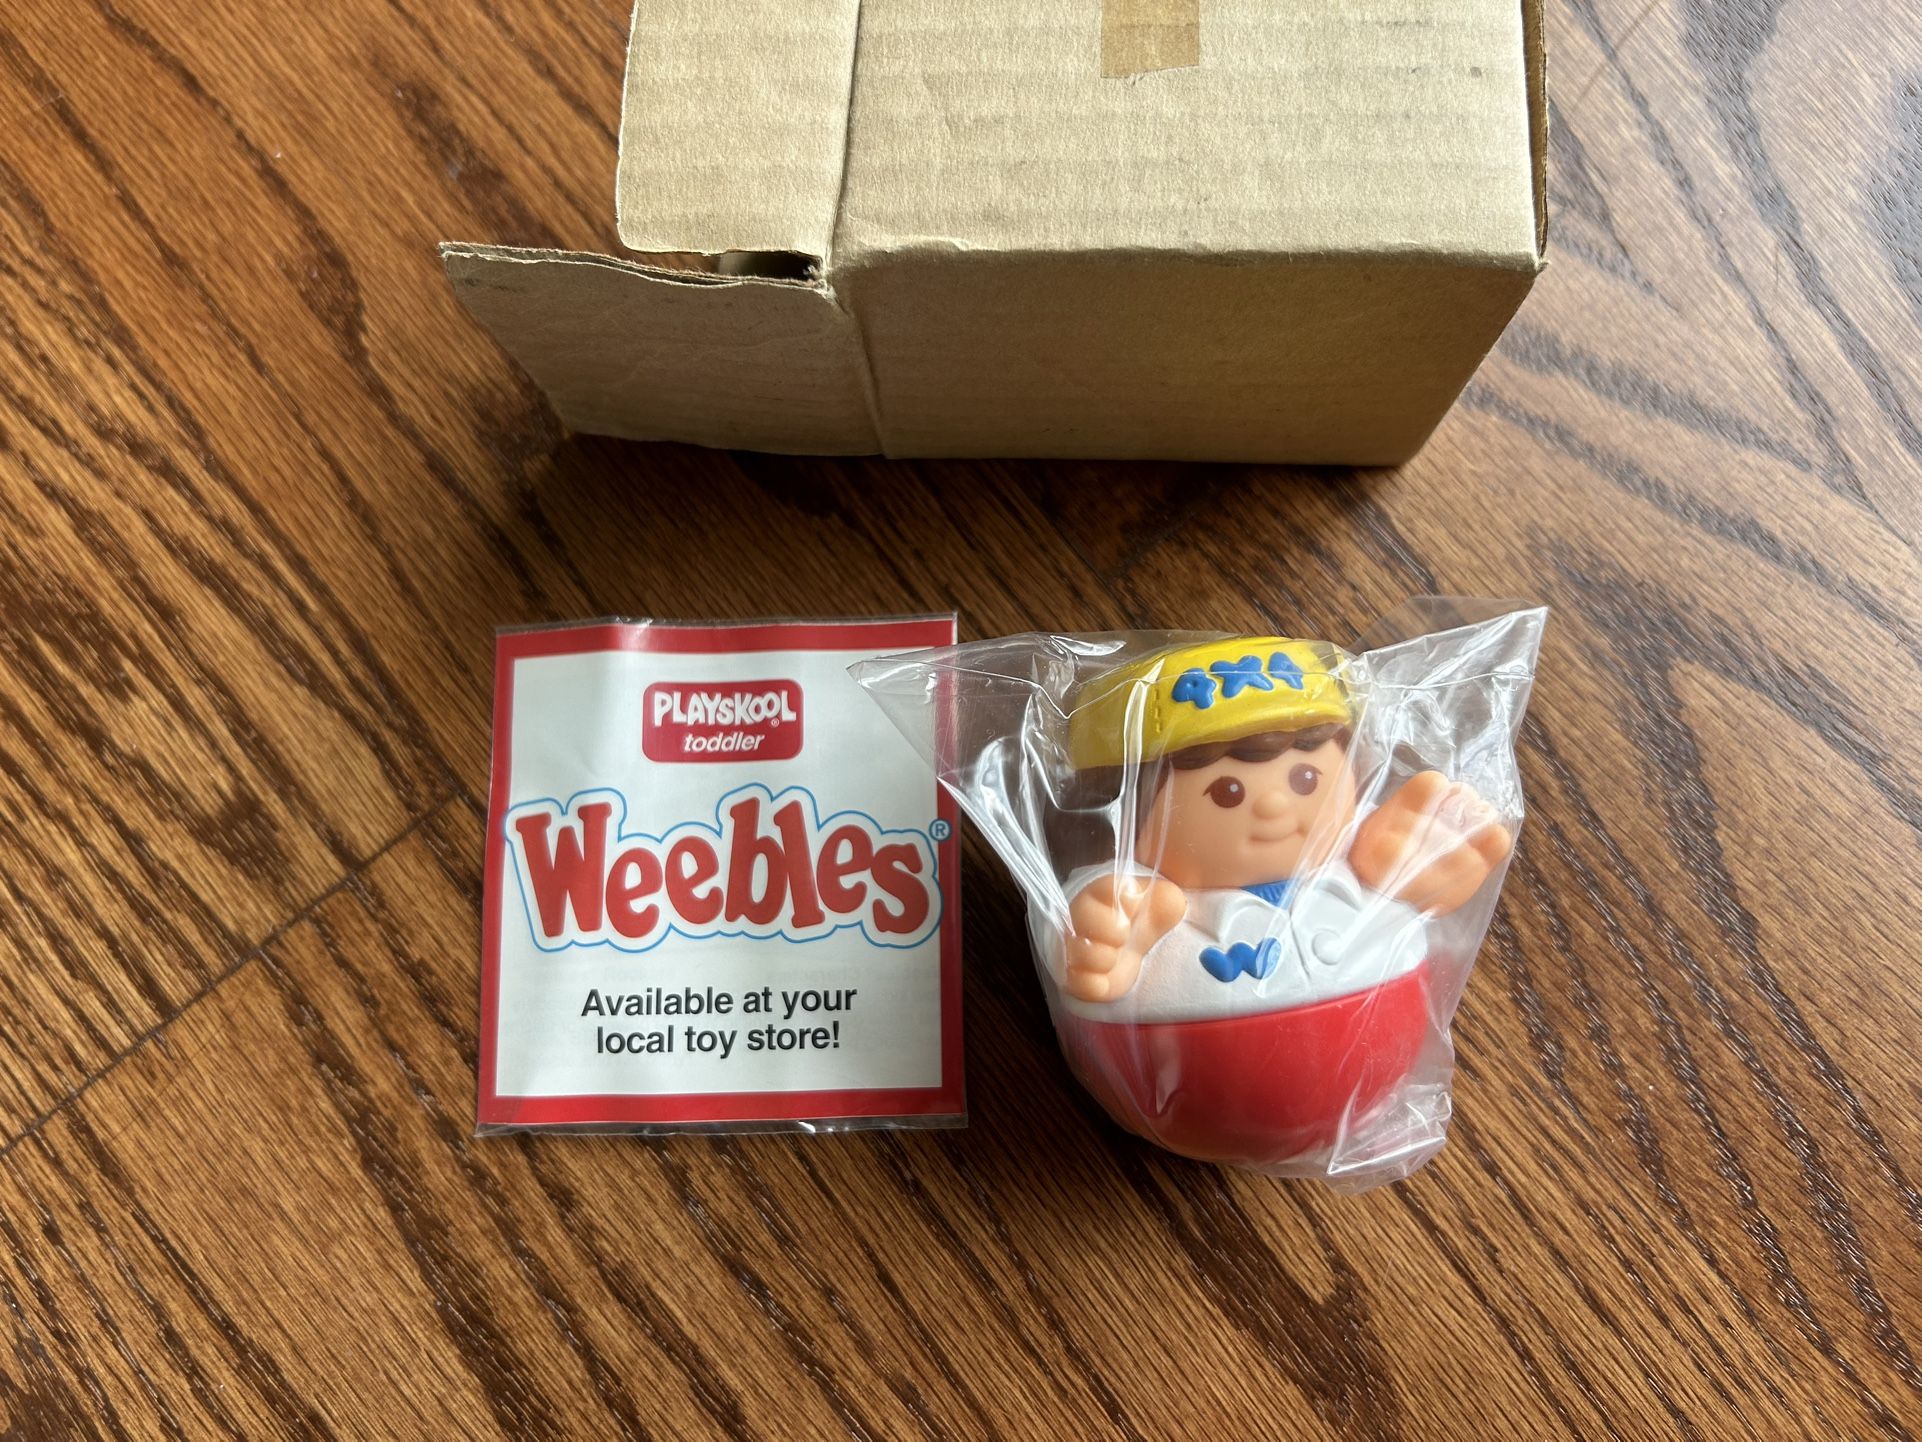 PLAYSKOOL®
toddler
Weebles®
Available at your
local toy store!
4X4
W